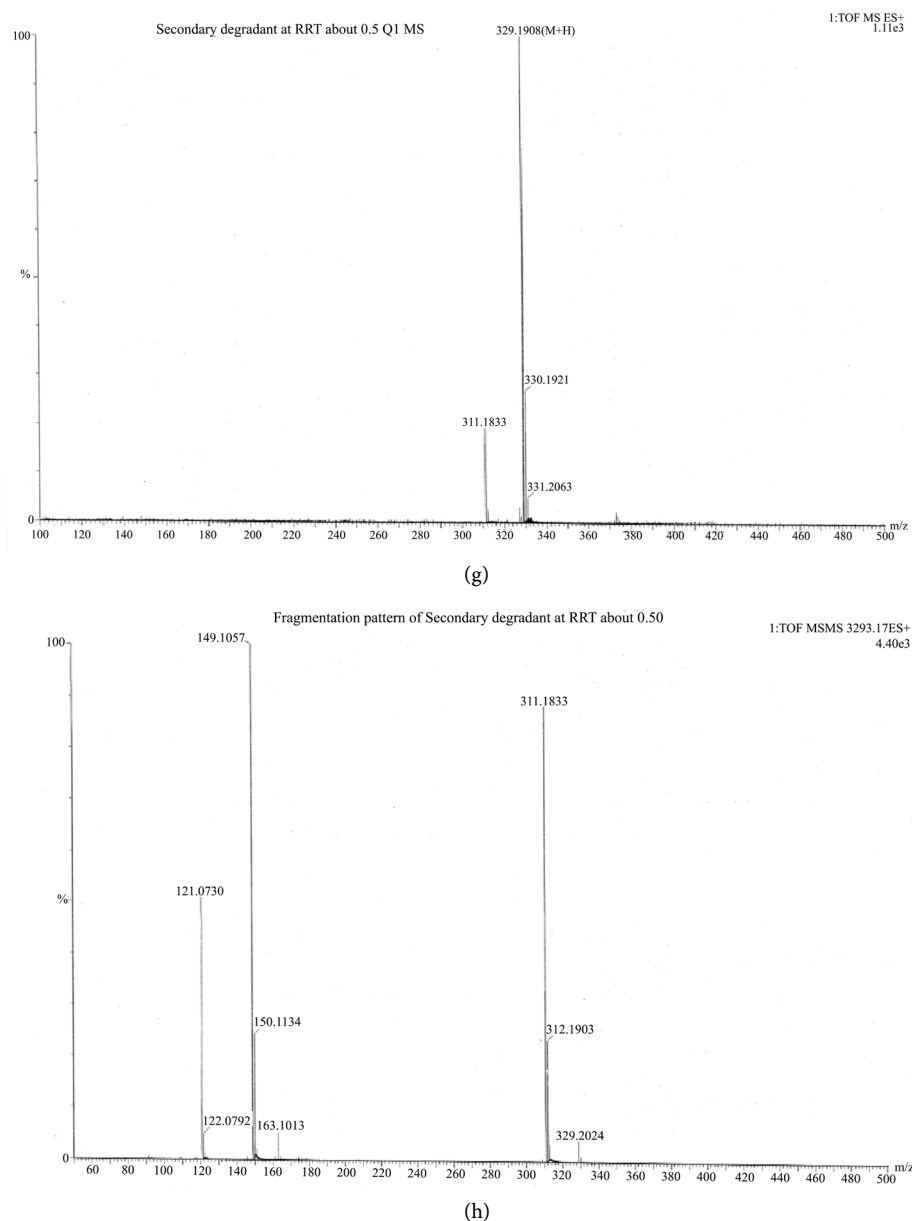 Secondary degradant at RRT about 0.5 Q1 MS
1:TOF MS ES+
1.11e3
100
329.1908(M+H)
%
330.1921
311.1833
331.2063
0
100 120 140 160 180 200 220 240 260 280 300 320 340 360 380 400 420 440 460 480 500 m/z
(g)
Fragmentation pattern of Secondary degradant at RRT about 0.50
1:TOF MSMS 3293.17ES+
4.40e3
100
149.1057
311.1833
%
121.0730
150.1134
312.1903
122.0792
163.1013
329.2024
0
60 80 100 120 140 160 180 200 220 240 260 280 300 320 340 360 380 400 420 440 460 480 500 m/z
(h)